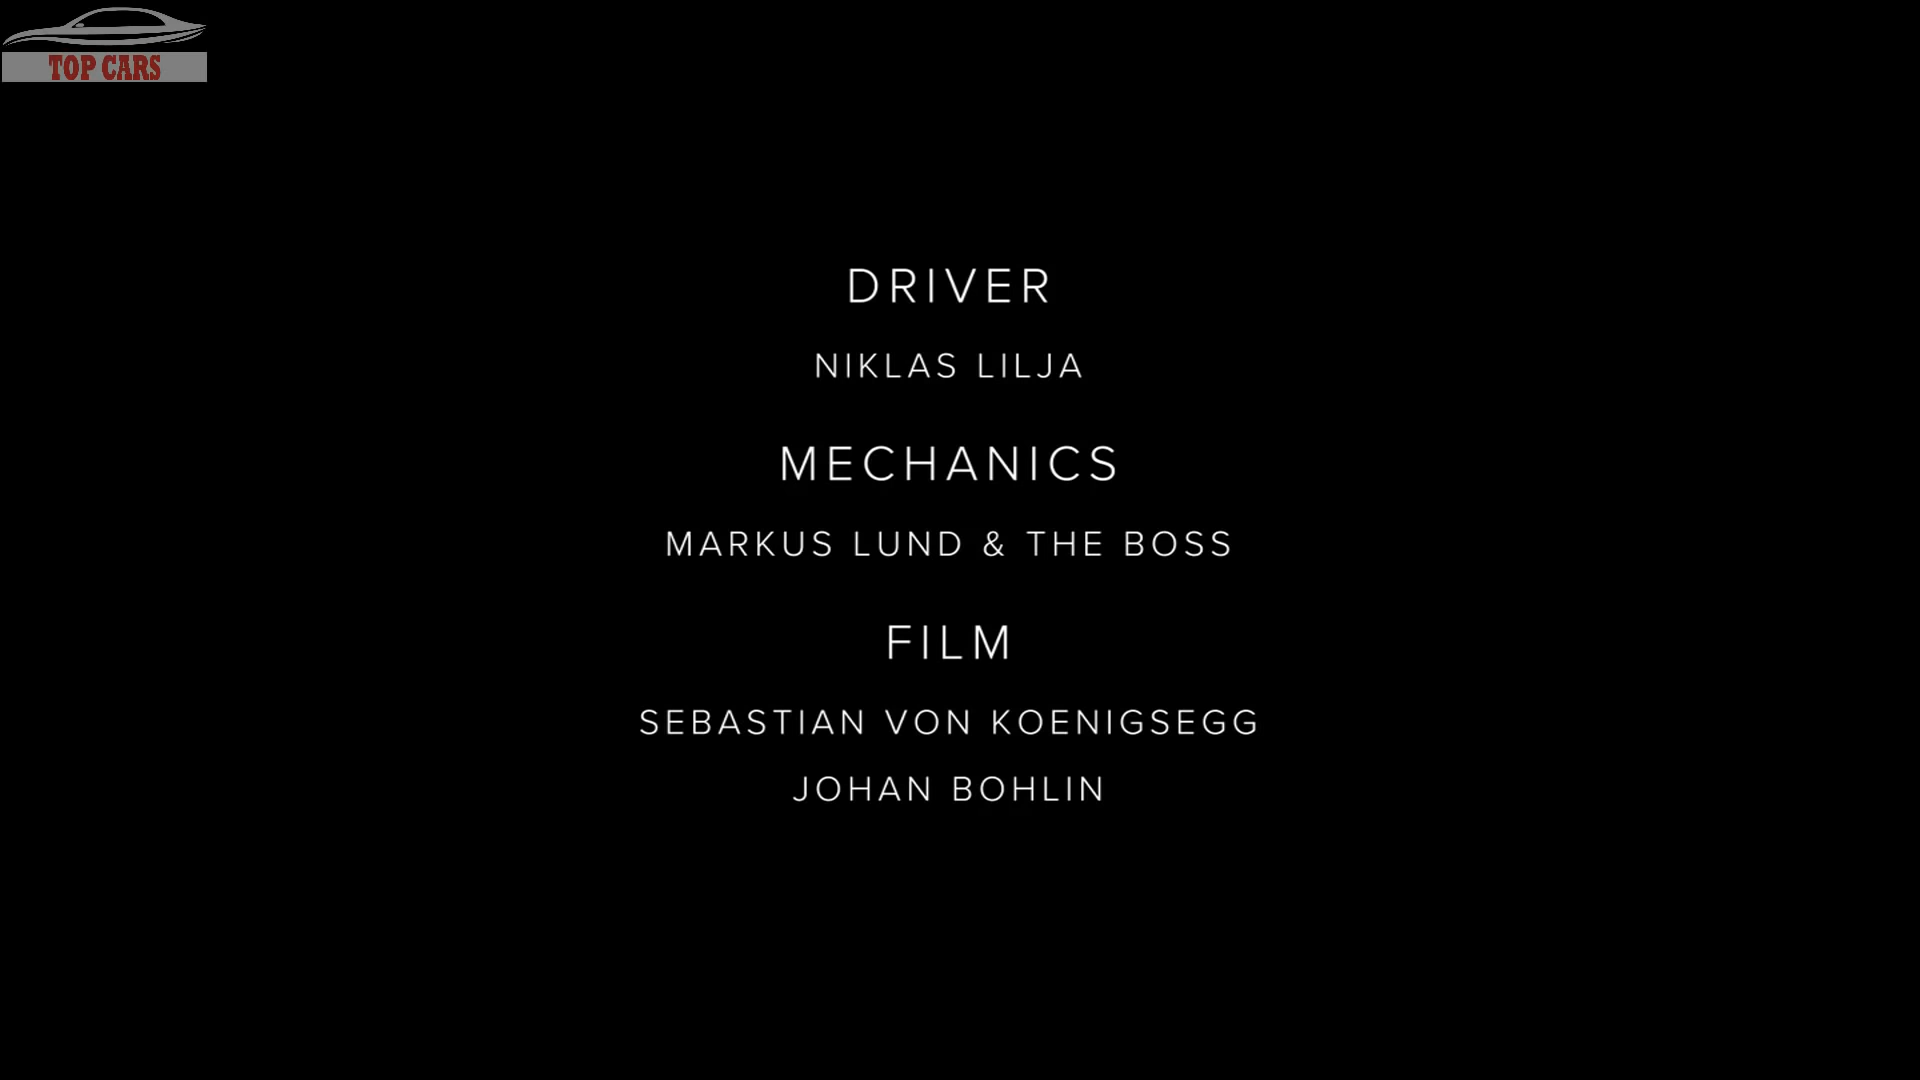 TOP CARS
DRIVER
NIKLAS LILJA
MECHANICS
MARKUS LUND & THE BOSS
FILM
SEBASTIAN VON KOENIGSEGG
JOHAN BOHLIN